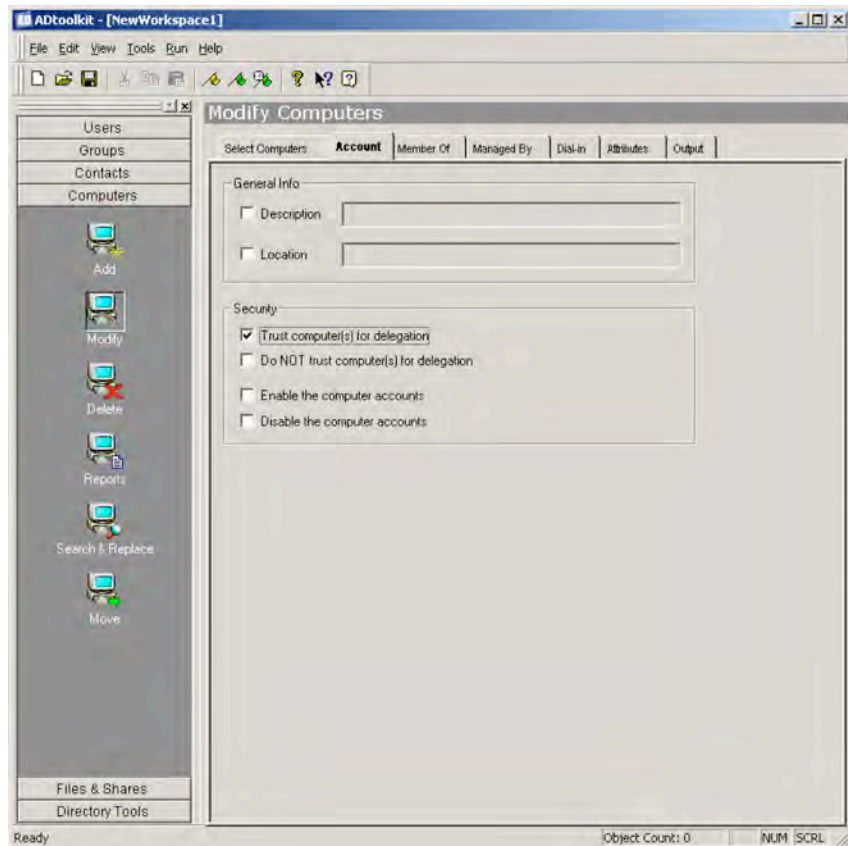 ADtoolkit - [NewWorkspace1]
File Edit View Tools Run Help
Modify Computers
Users
Groups
Contacts
Computers
Add
Modify
Delete
Reports
Search & Replace
Move
Files & Shares
Directory Tools
Select Computers Account Member Of Managed By Dial-in Attributes Output
General Info
Description
Location
Security
Trust computer(s) for delegation
Do NOT trust computer(s) for delegation
Enable the computer accounts
Disable the computer accounts
Ready Object Count: 0 NUM SCRL